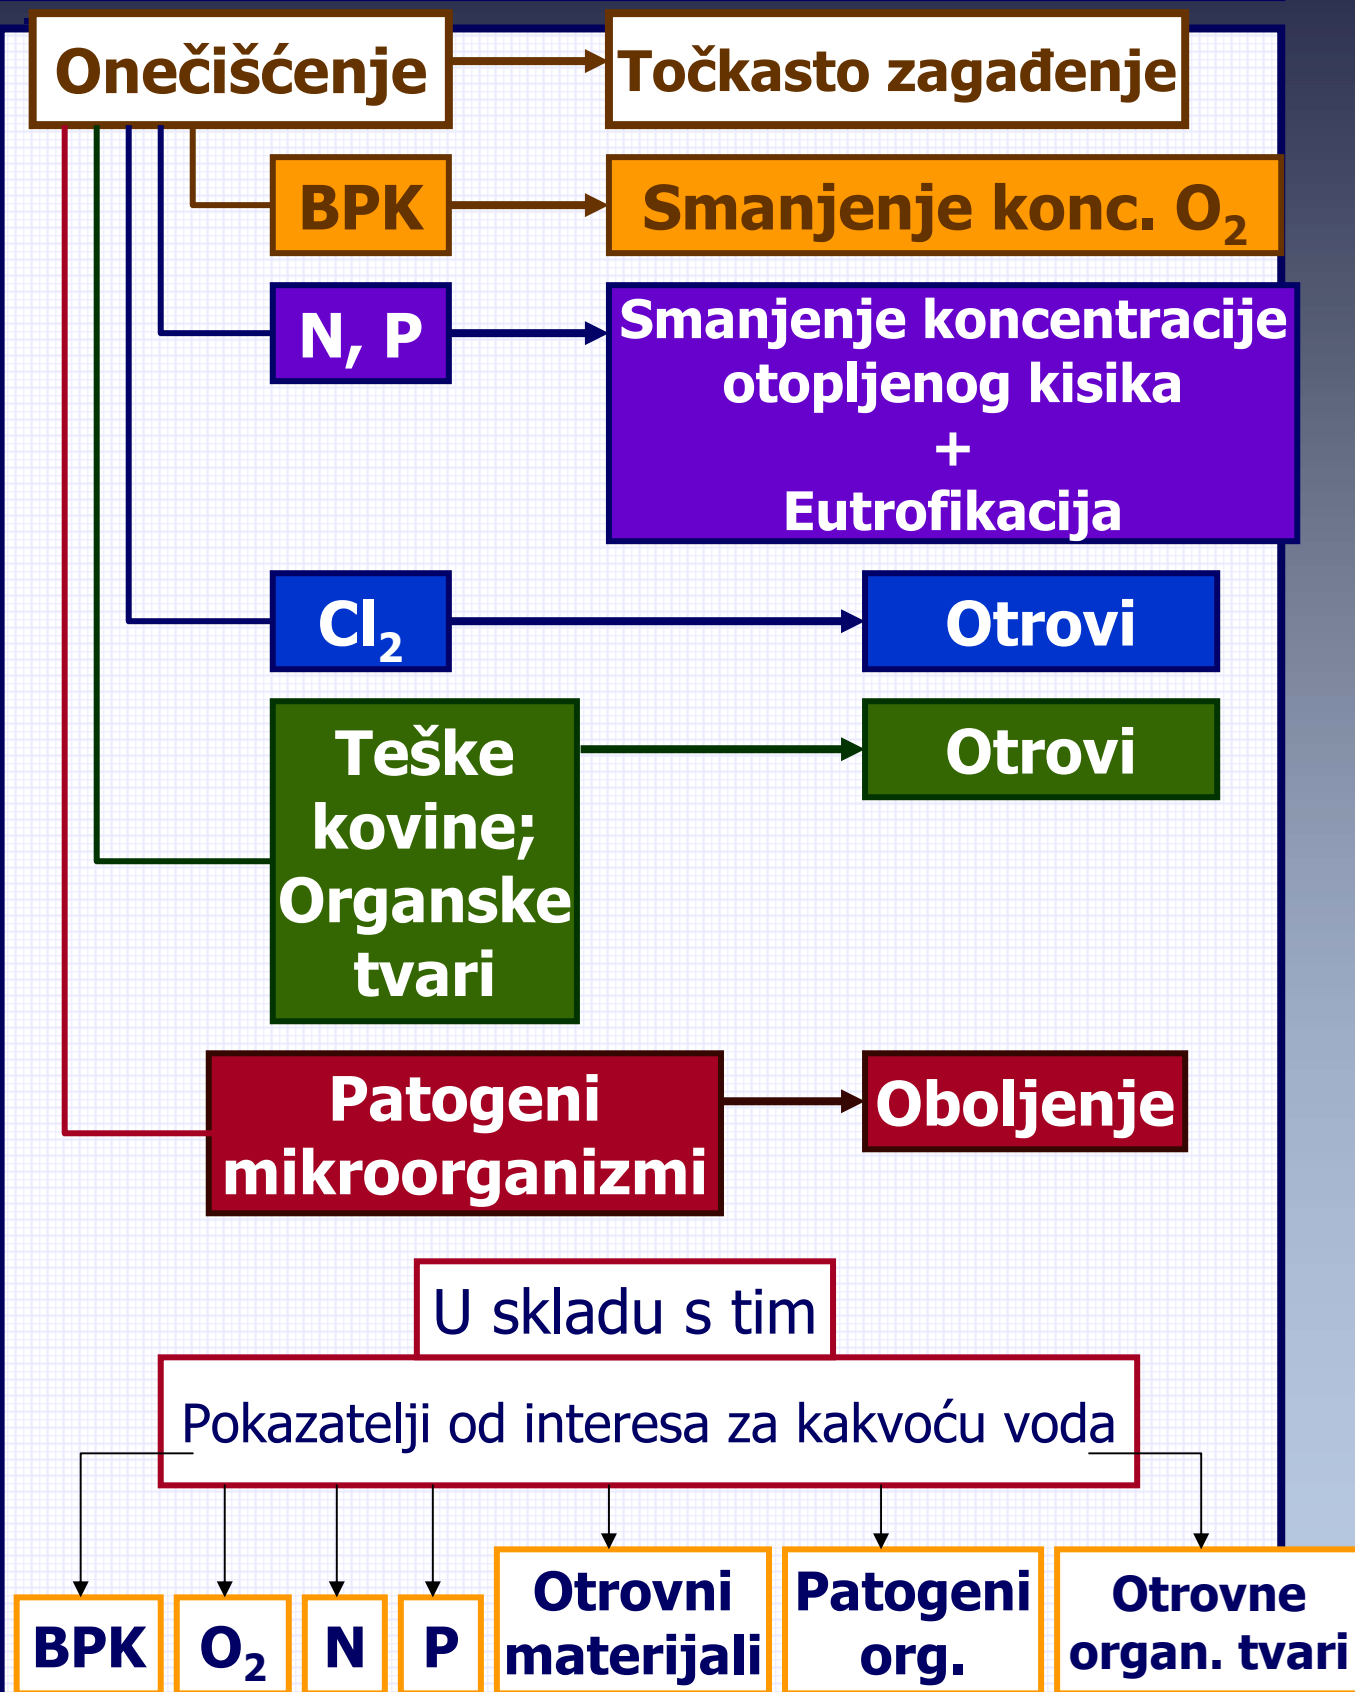 Onečišćenje
Točkasto zagađenje
BPK
Smanjenje konc. O₂
N, P
Smanjenje koncentracije
otopljenog kisika
+
Eutrofikacija
Cl₂
Otrovi
Teške
kovine;
Organske
tvari
Otrovi
Patogeni
mikroorganizmi
Oboljenje
U skladu s tim
Pokazatelji od interesa za kakvoću voda
BPK
O₂
N
P
Otrovni
materijali
Patogeni
org.
Otrovne
organ. tvari